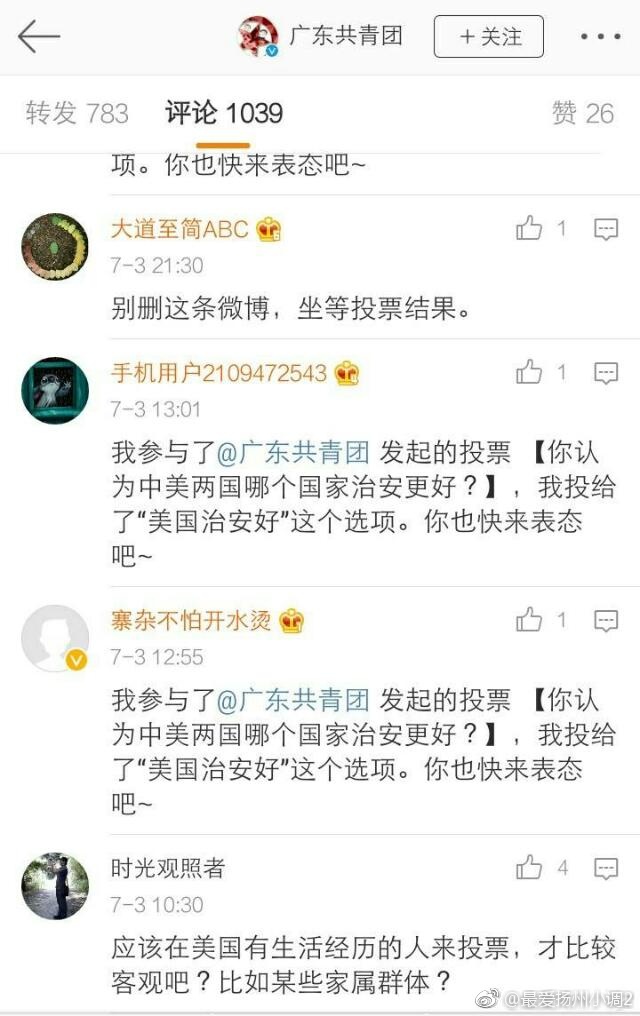 广东共青团
+关注
转发 783 评论 1039 赞 26
项。你也快来表态吧~
大道至简ABC 1
7-3 21:30
别删这条微博，坐等投票结果。
手机用户2109472543 1
7-3 13:01
我参与了@广东共青团 发起的投票 【你认
为中美两国哪个国家治安更好？】，我投给
了“美国治安好”这个选项。你也快来表态
吧~
寨杂不怕开水烫 1
7-3 12:55
我参与了@广东共青团 发起的投票 【你认
为中美两国哪个国家治安更好？】，我投给
了“美国治安好”这个选项。你也快来表态
吧~
时光观照者 4
7-3 10:30
应该在美国有生活经历的人来投票，才比较
客观吧？比如某些家属群体？
@最爱扬州小调2